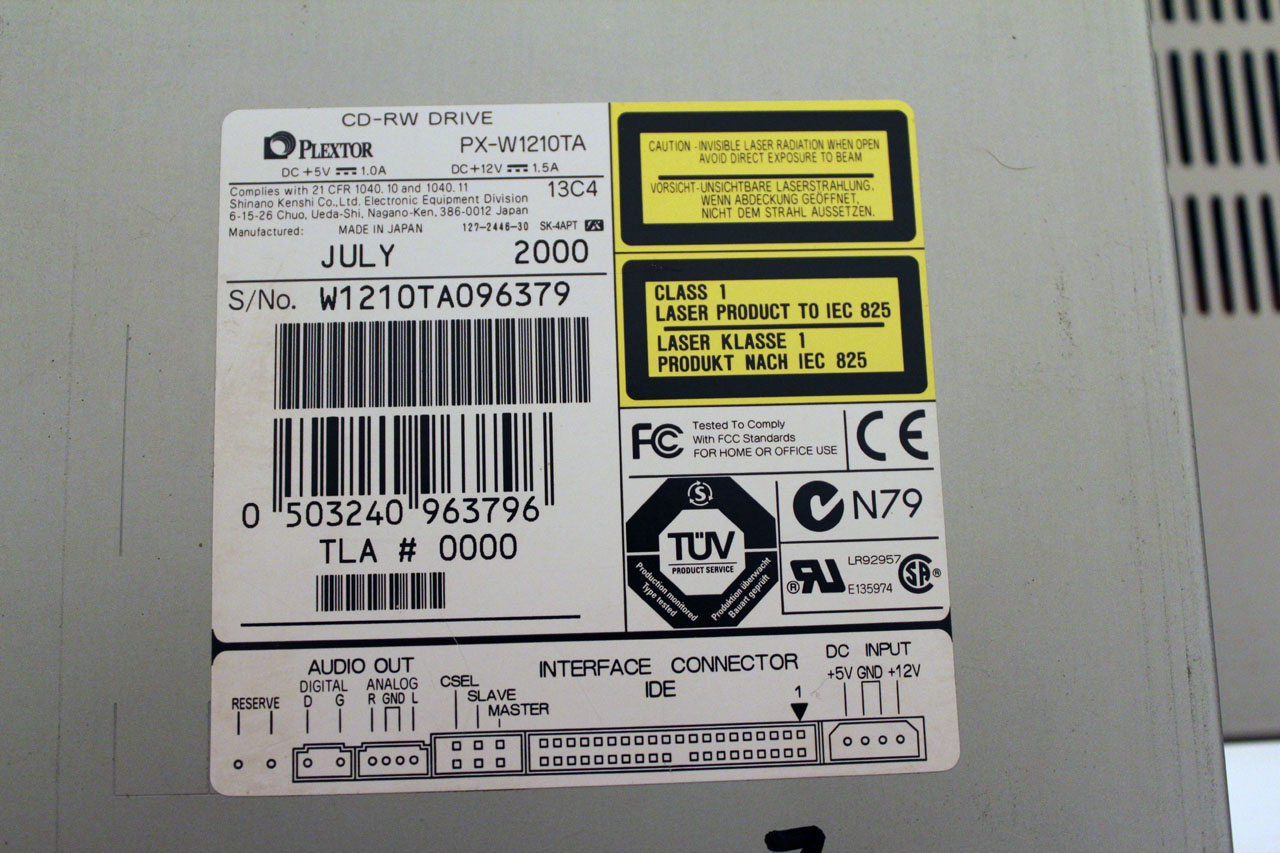 CD-RW DRIVE
PLEXTOR PX-W1210TA
DC +5V 1.0A DC +12V 1.5A
Complies with 21 CFR 1040. 10 and 1040. 11 13C4
Shinano Kenshi Co., Ltd. Electronic Equipment Division
6-15-26 Chuo, Ueda-Shi, Nagano-Ken, 386-0012 Japan
Manufactured: MADE IN JAPAN 127-2446-30 SK-4APT
JULY 2000
S/No. W1210TA096379
0 503240 963796
TLA # 0000
CAUTION - INVISIBLE LASER RADIATION WHEN OPEN
AVOID DIRECT EXPOSURE TO BEAM
VORSICHT-UNSICHTBARE LASERSTRAHLUNG.
WENN ABDECKUNG GEÖFFNET,
NICHT DEM STRAHL AUSSETZEN.
CLASS 1
LASER PRODUCT TO IEC 825
LASER KLASSE 1
PRODUKT NACH IEC 825
FC Tested To Comply
With FCC Standards
FOR HOME OR OFFICE USE
CE
S
TÜV
PRODUCT SERVICE
Production monitored
Type tested
Produktion überwacht
Bauart geprüft
N79
LR92957
E135974
® RU SA ®
AUDIO OUT
DIGITAL ANALOG
RESERVE D G R GND L
CSEL
SLAVE
MASTER
INTERFACE CONNECTOR
IDE
1
DC INPUT
+5V GND +12V